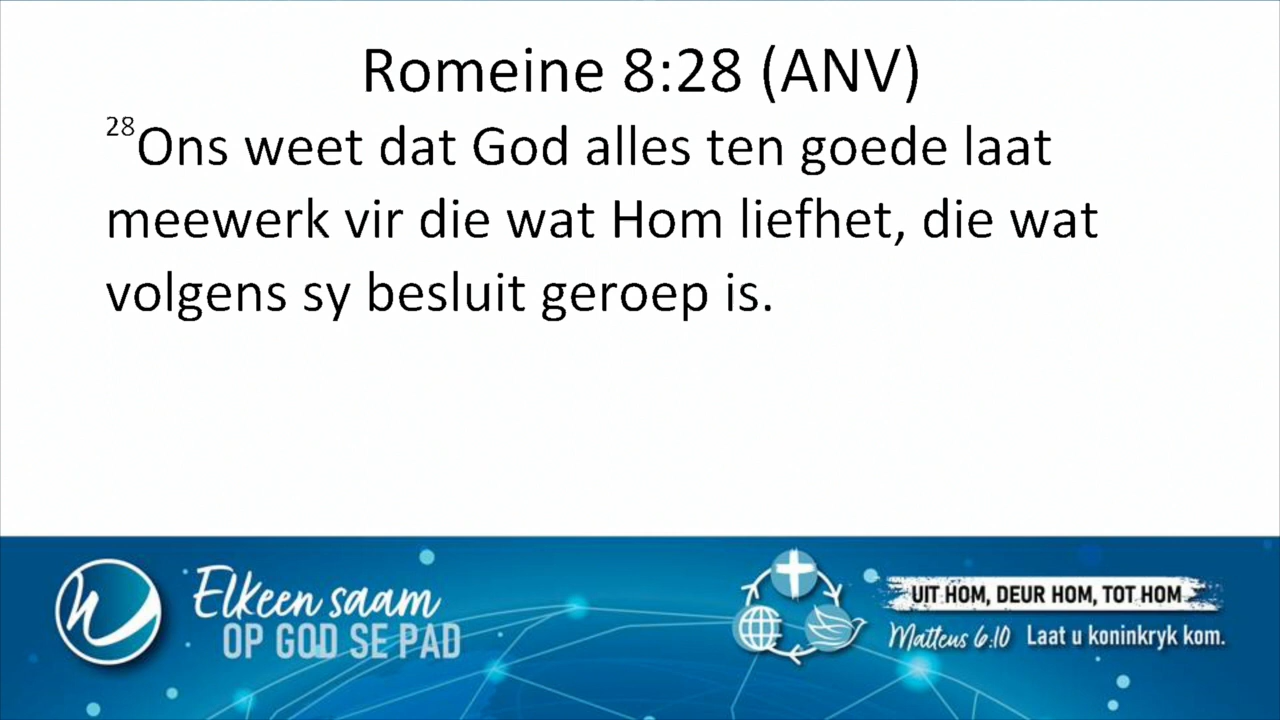 Romeine 8:28 (ANV)
28Ons weet dat God alles ten goede laat
meewerk vir die wat Hom liefhet, die wat
volgens sy besluit geroep is.
Elkeen saam
OP GOD SE PAD
UIT HOM, DEUR HOM, TOT HOM
Matteus 6:10 Laat u koninkryk kom.